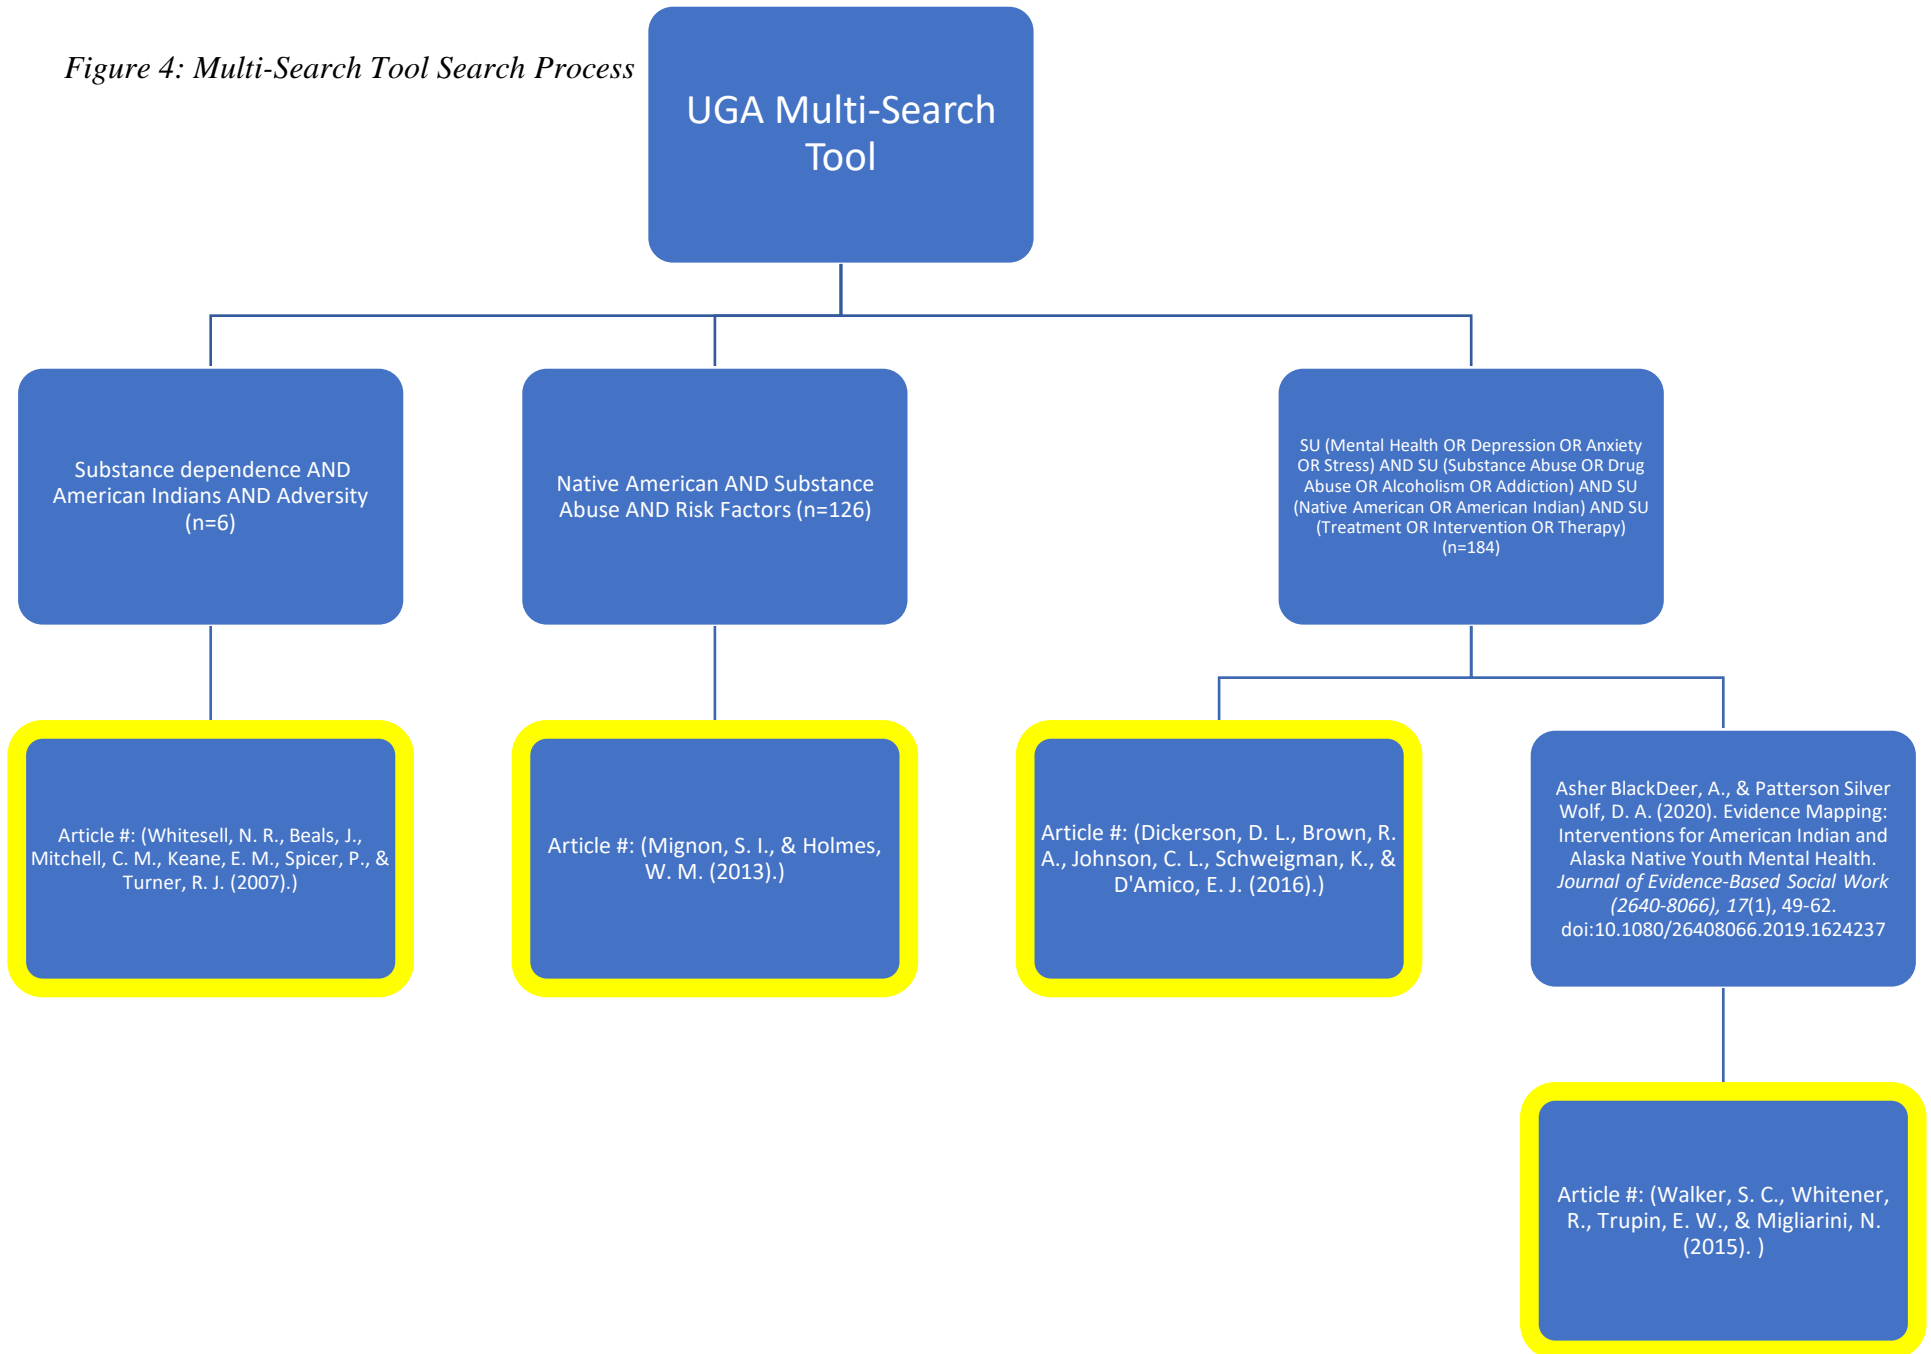 Figure 4: Multi-Search Tool Search Process
UGA Multi-Search
Tool
Substance dependence AND
American Indians AND Adversity
(n=6)
Native American AND Substance
Abuse AND Risk Factors (n=126)
SU (Mental Health OR Depression OR Anxiety
OR Stress) AND SU (Substance Abuse OR Drug
Abuse OR Alcoholism OR Addiction) AND SU
(Native American OR American Indian) AND SU
(Treatment OR Intervention OR Therapy)
(n=184)
Article #: (Whitesell, N. R., Beals, J.,
Mitchell, C. M., Keane, E. M., Spicer, P., &
Turner, R. J. (2007).)
Article #: (Mignon, S. I., & Holmes,
W. M. (2013).)
Article #: (Dickerson, D. L., Brown, R.
A., Johnson, C. L., Schweigman, K., &
D'Amico, E. J. (2016).)
Asher BlackDeer, A., & Patterson Silver
Wolf, D. A. (2020). Evidence Mapping:
Interventions for American Indian and
Alaska Native Youth Mental Health.
Journal of Evidence-Based Social Work
(2640-8066), 17(1), 49-62.
doi:10.1080/26408066.2019.1624237
Article #: (Walker, S. C., Whitener,
R., Trupin, E. W., & Migliarini, N.
(2015). )